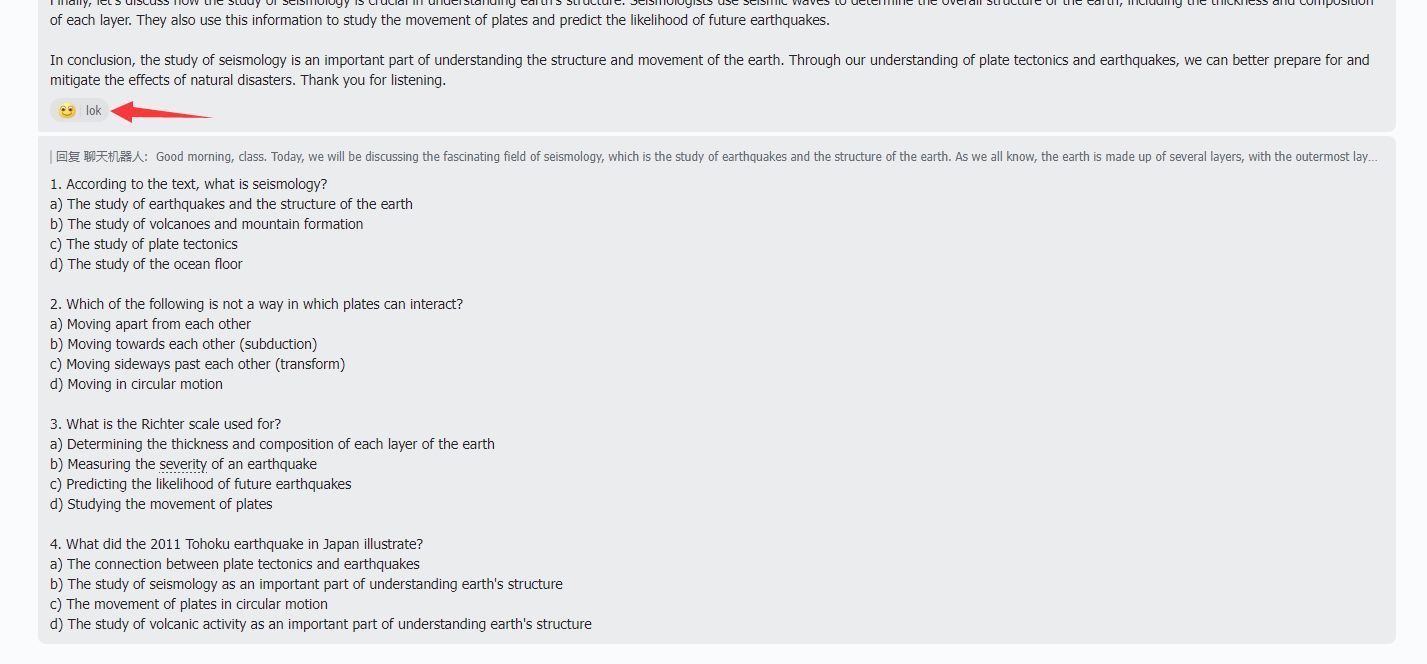 Finally, let's discuss how the study of seismology is crucial in understanding earth's structure. Seismologists use seismic waves to determine the overall structure of the earth, including the thickness and composition
of each layer. They also use this information to study the movement of plates and predict the likelihood of future earthquakes.
In conclusion, the study of seismology is an important part of understanding the structure and movement of the earth. Through our understanding of plate tectonics and earthquakes, we can better prepare for and
mitigate the effects of natural disasters. Thank you for listening.
lok
回复 聊天机器人: Good morning, class. Today, we will be discussing the fascinating field of seismology, which is the study of earthquakes and the structure of the earth. As we all know, the earth is made up of several layers, with the outermost lay...
1. According to the text, what is seismology?
a) The study of earthquakes and the structure of the earth
b) The study of volcanoes and mountain formation
c) The study of plate tectonics
d) The study of the ocean floor
2. Which of the following is not a way in which plates can interact?
a) Moving apart from each other
b) Moving towards each other (subduction)
c) Moving sideways past each other (transform)
d) Moving in circular motion
3. What is the Richter scale used for?
a) Determining the thickness and composition of each layer of the earth
b) Measuring the severity of an earthquake
c) Predicting the likelihood of future earthquakes
d) Studying the movement of plates
4. What did the 2011 Tohoku earthquake in Japan illustrate?
a) The connection between plate tectonics and earthquakes
b) The study of seismology as an important part of understanding earth's structure
c) The movement of plates in circular motion
d) The study of volcanic activity as an important part of understanding earth's structure